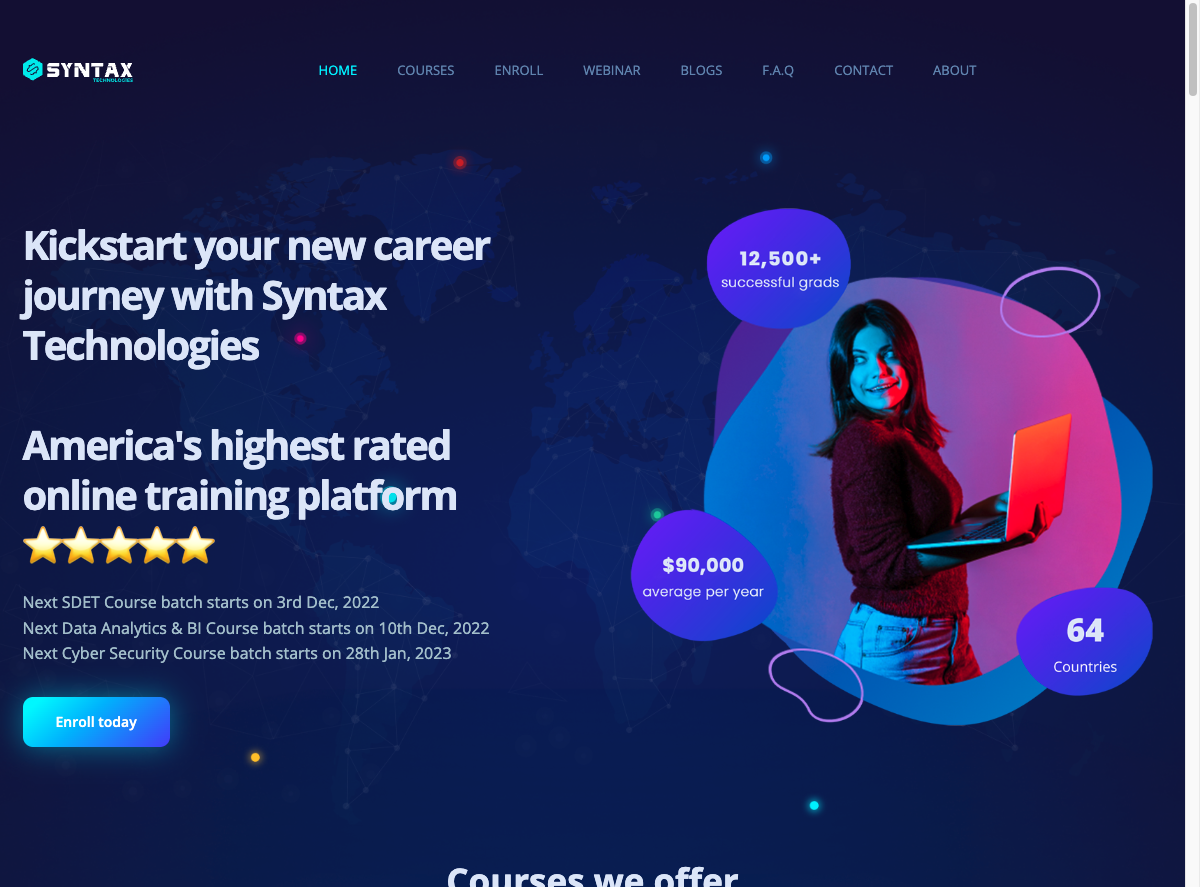 SYNTAX
TECHNOLOGIES
HOME COURSES ENROLL WEBINAR BLOGS F.A.Q CONTACT ABOUT
Kickstart your new career
journey with Syntax
Technologies
America's highest rated
online training platform
⭐⭐⭐⭐⭐
Next SDET Course batch starts on 3rd Dec, 2022
Next Data Analytics & BI Course batch starts on 10th Dec, 2022
Next Cyber Security Course batch starts on 28th Jan, 2023
Enroll today
12,500+
successful grads
$90,000
average per year
64
Countries
Courses we offer